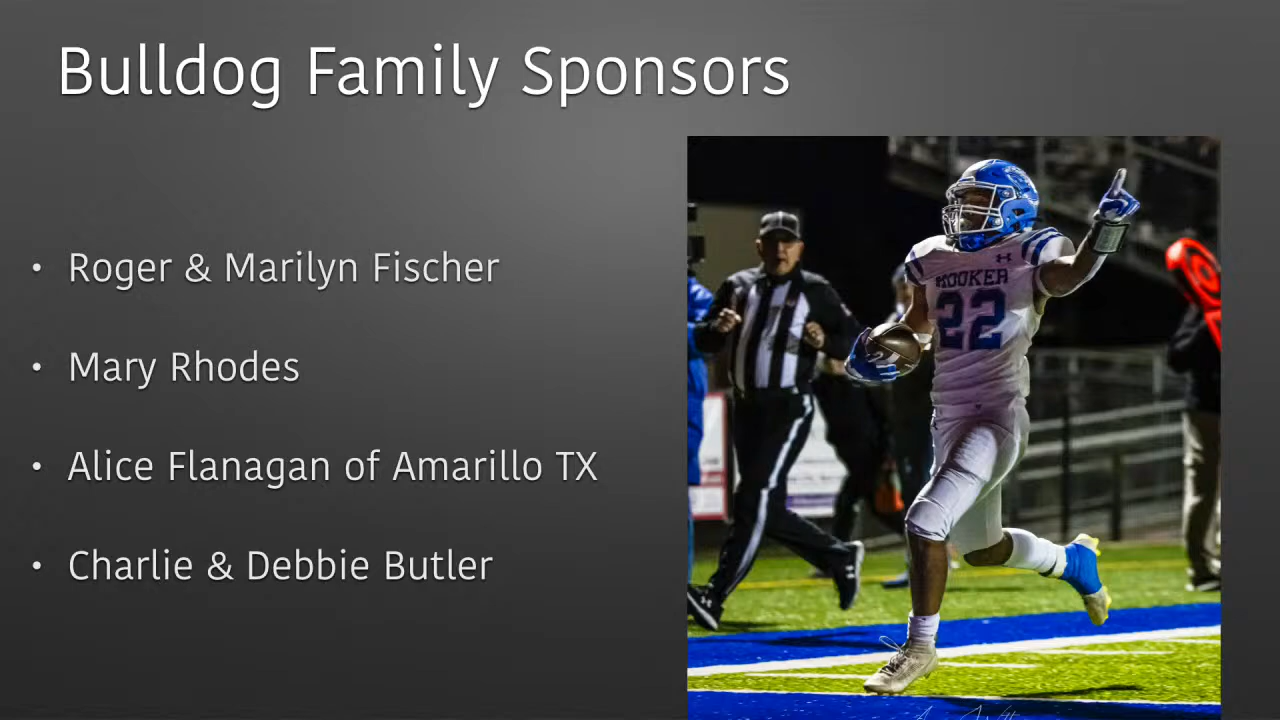 Bulldog Family Sponsors
• Roger & Marilyn Fischer
• Mary Rhodes
• Alice Flanagan of Amarillo TX
• Charlie & Debbie Butler
HOOKER
22